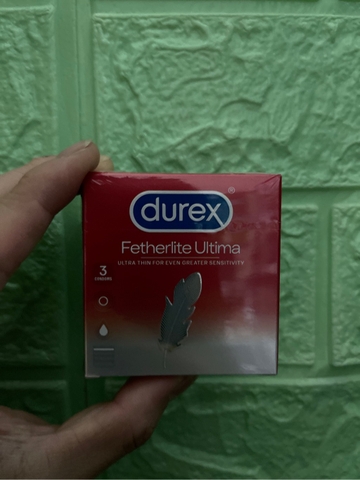 durex®
Fetherlite Ultima
ULTRA THIN FOR EVEN GREATER SENSITIVITY
3